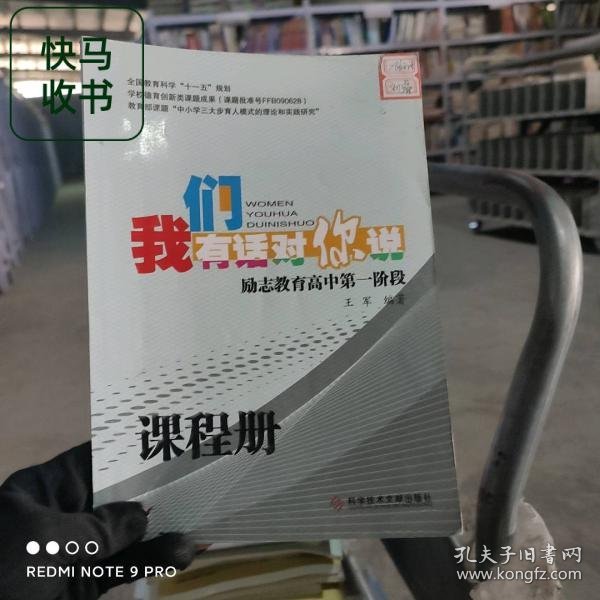 快马
收书
全国教育科学“十一五”规划
学校德育创新类课题成果(课题批准号FFB090628)
教育部课题“中小学三大步育人模式的理论和实践研究”
我们
WOMEN
YOUHUA
DUINISHUO
有话对你说
励志教育高中第一阶段
王军 编著
课程册
科学技术文献出版社
REDMI NOTE 9 PRO
孔夫子旧书网
www.kongfz.com